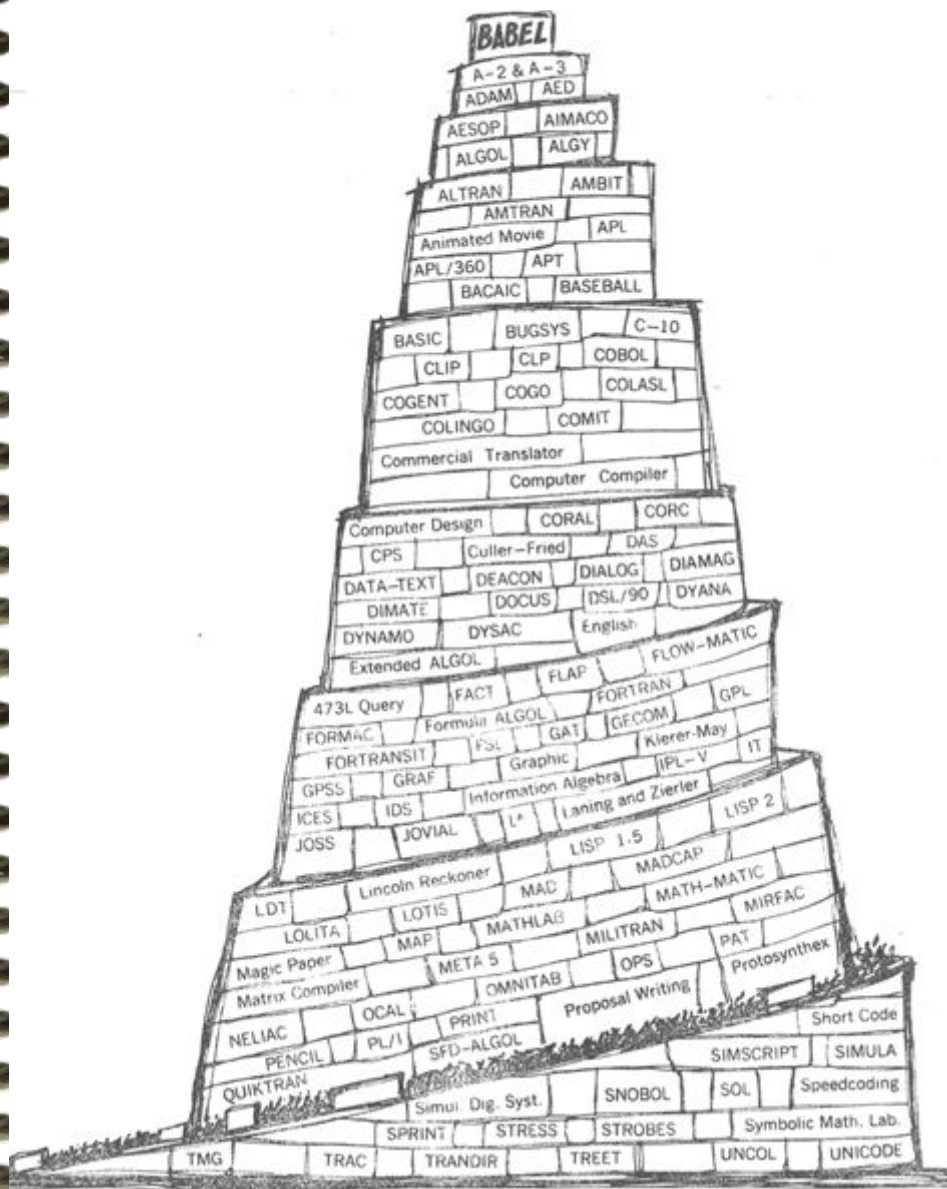 BABEL
A-2 & A-3
ADAM AED
AESOP AIMACO
ALGOL ALGY
ALTRAN AMBIT
AMTRAN
Animated Movie APL
APL/360 APT
BACAIC BASEBALL
BASIC BUGSYS C-10
CLIP CLP COBOL
COGENT COGO COLASL
COLINGO COMIT
Commercial Translator
Computer Compiler
Computer Design CORAL CORC
CPS Culler-Fried DAS
DATA-TEXT DEACON DIALOG DIAMAG
DIMATE DOCUS DSL/90 DYANA
DYNAMO DYSAC English
Extended ALGOL
473L Query FACT FLAP FLOW-MATIC
FORMAC Formula ALGOL FORTRAN
FORTRANSIT FSL GAT GECOM GPL
GPSS GRAF Graphic Klerer-May
ICES IDS Information Algebra IPL-V IT
JOSS JOVIAL L⁶ Laning and Zierler
LDT Lincoln Reckoner LISP 1.5 LISP 2
LOLITA LOTIS MAD MADCAP
Magic Paper MAP MATHLAB MATH-MATIC
Matrix Compiler META 5 MILITRAN MIRFAC
NELIAC OCAL OMNITAB OPS PAT
PENCIL PL/I PRINT Proposal Writing Protosynthex
QUIKTRAN SFD-ALGOL
Short Code
SIMSCRIPT SIMULA
Simul. Dig. Syst. SNOBOL SOL Speedcoding
SPRINT STRESS STROBES Symbolic Math. Lab.
TMG TRAC TRANDIR TREET UNCOL UNICODE